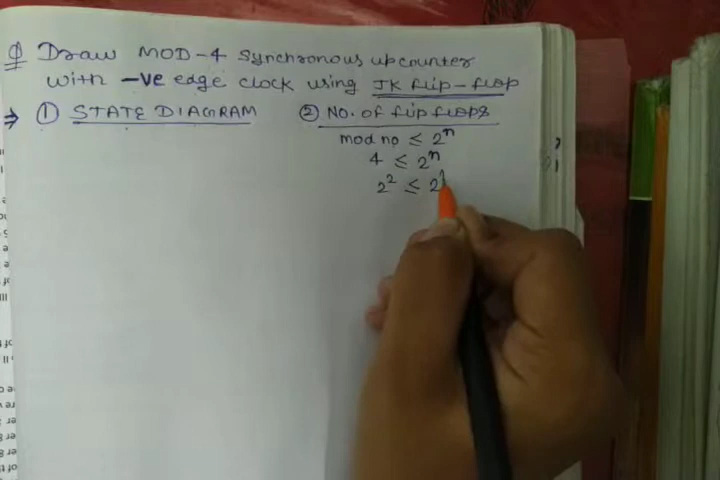 Q Draw MOD-4 Synchronous up counter
with -ve edge clock using JK flip-flop
⇒ ① STATE DIAGRAM ② NO. of flip flops
mod no ≤ 2ⁿ
4 ≤ 2ⁿ
2² ≤ 2